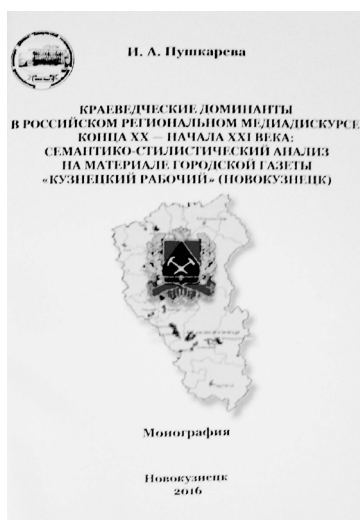 И. А. Пушкарева
КРАЕВЕДЧЕСКИЕ ДОМИНАНТЫ
В РОССИЙСКОМ РЕГИОНАЛЬНОМ МЕДИАДИСКУРСЕ
КОНЦА XX — НАЧАЛА XXI ВЕКА:
СЕМАНТИКО-СТИЛИСТИЧЕСКИЙ АНАЛИЗ
НА МАТЕРИАЛЕ ГОРОДСКОЙ ГАЗЕТЫ
«КУЗНЕЦКИЙ РАБОЧИЙ» (НОВОКУЗНЕЦК)
Монография
Новокузнецк
2016